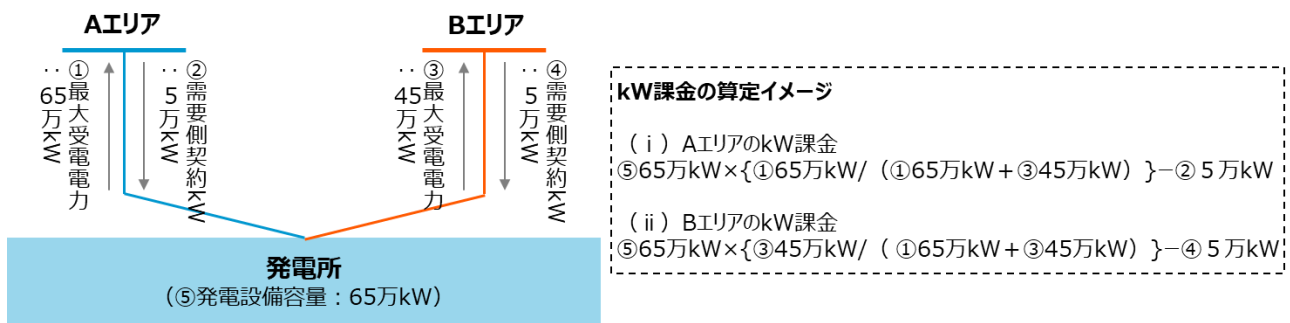 Aエリア
Bエリア
①最大受電電力
：65万kW
②需要側契約kW
：5万kW
③最大受電電力
：45万kW
④需要側契約kW
：5万kW
発電所
（⑤発電設備容量：65万kW）
kW課金の算定イメージ
（ⅰ）AエリアのkW課金
⑤65万kW×{①65万kW/（①65万kW＋③45万kW）}－②５万kW
（ⅱ）BエリアのkW課金
⑤65万kW×{③45万kW/（ ①65万kW＋③45万kW）}－④５万kW